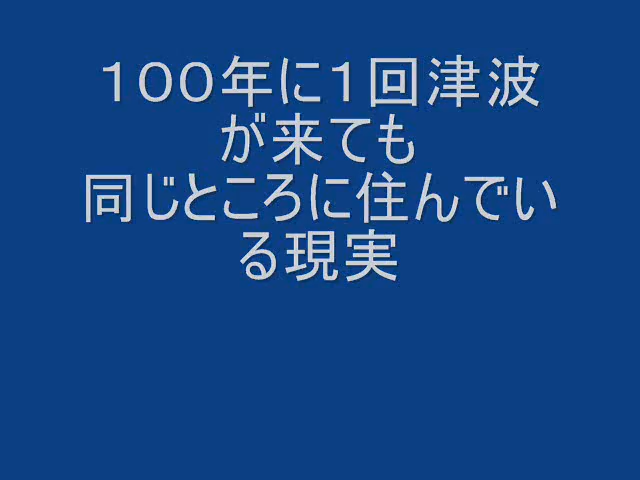 １００年に１回津波
が来ても
同じところに住んでい
る現実